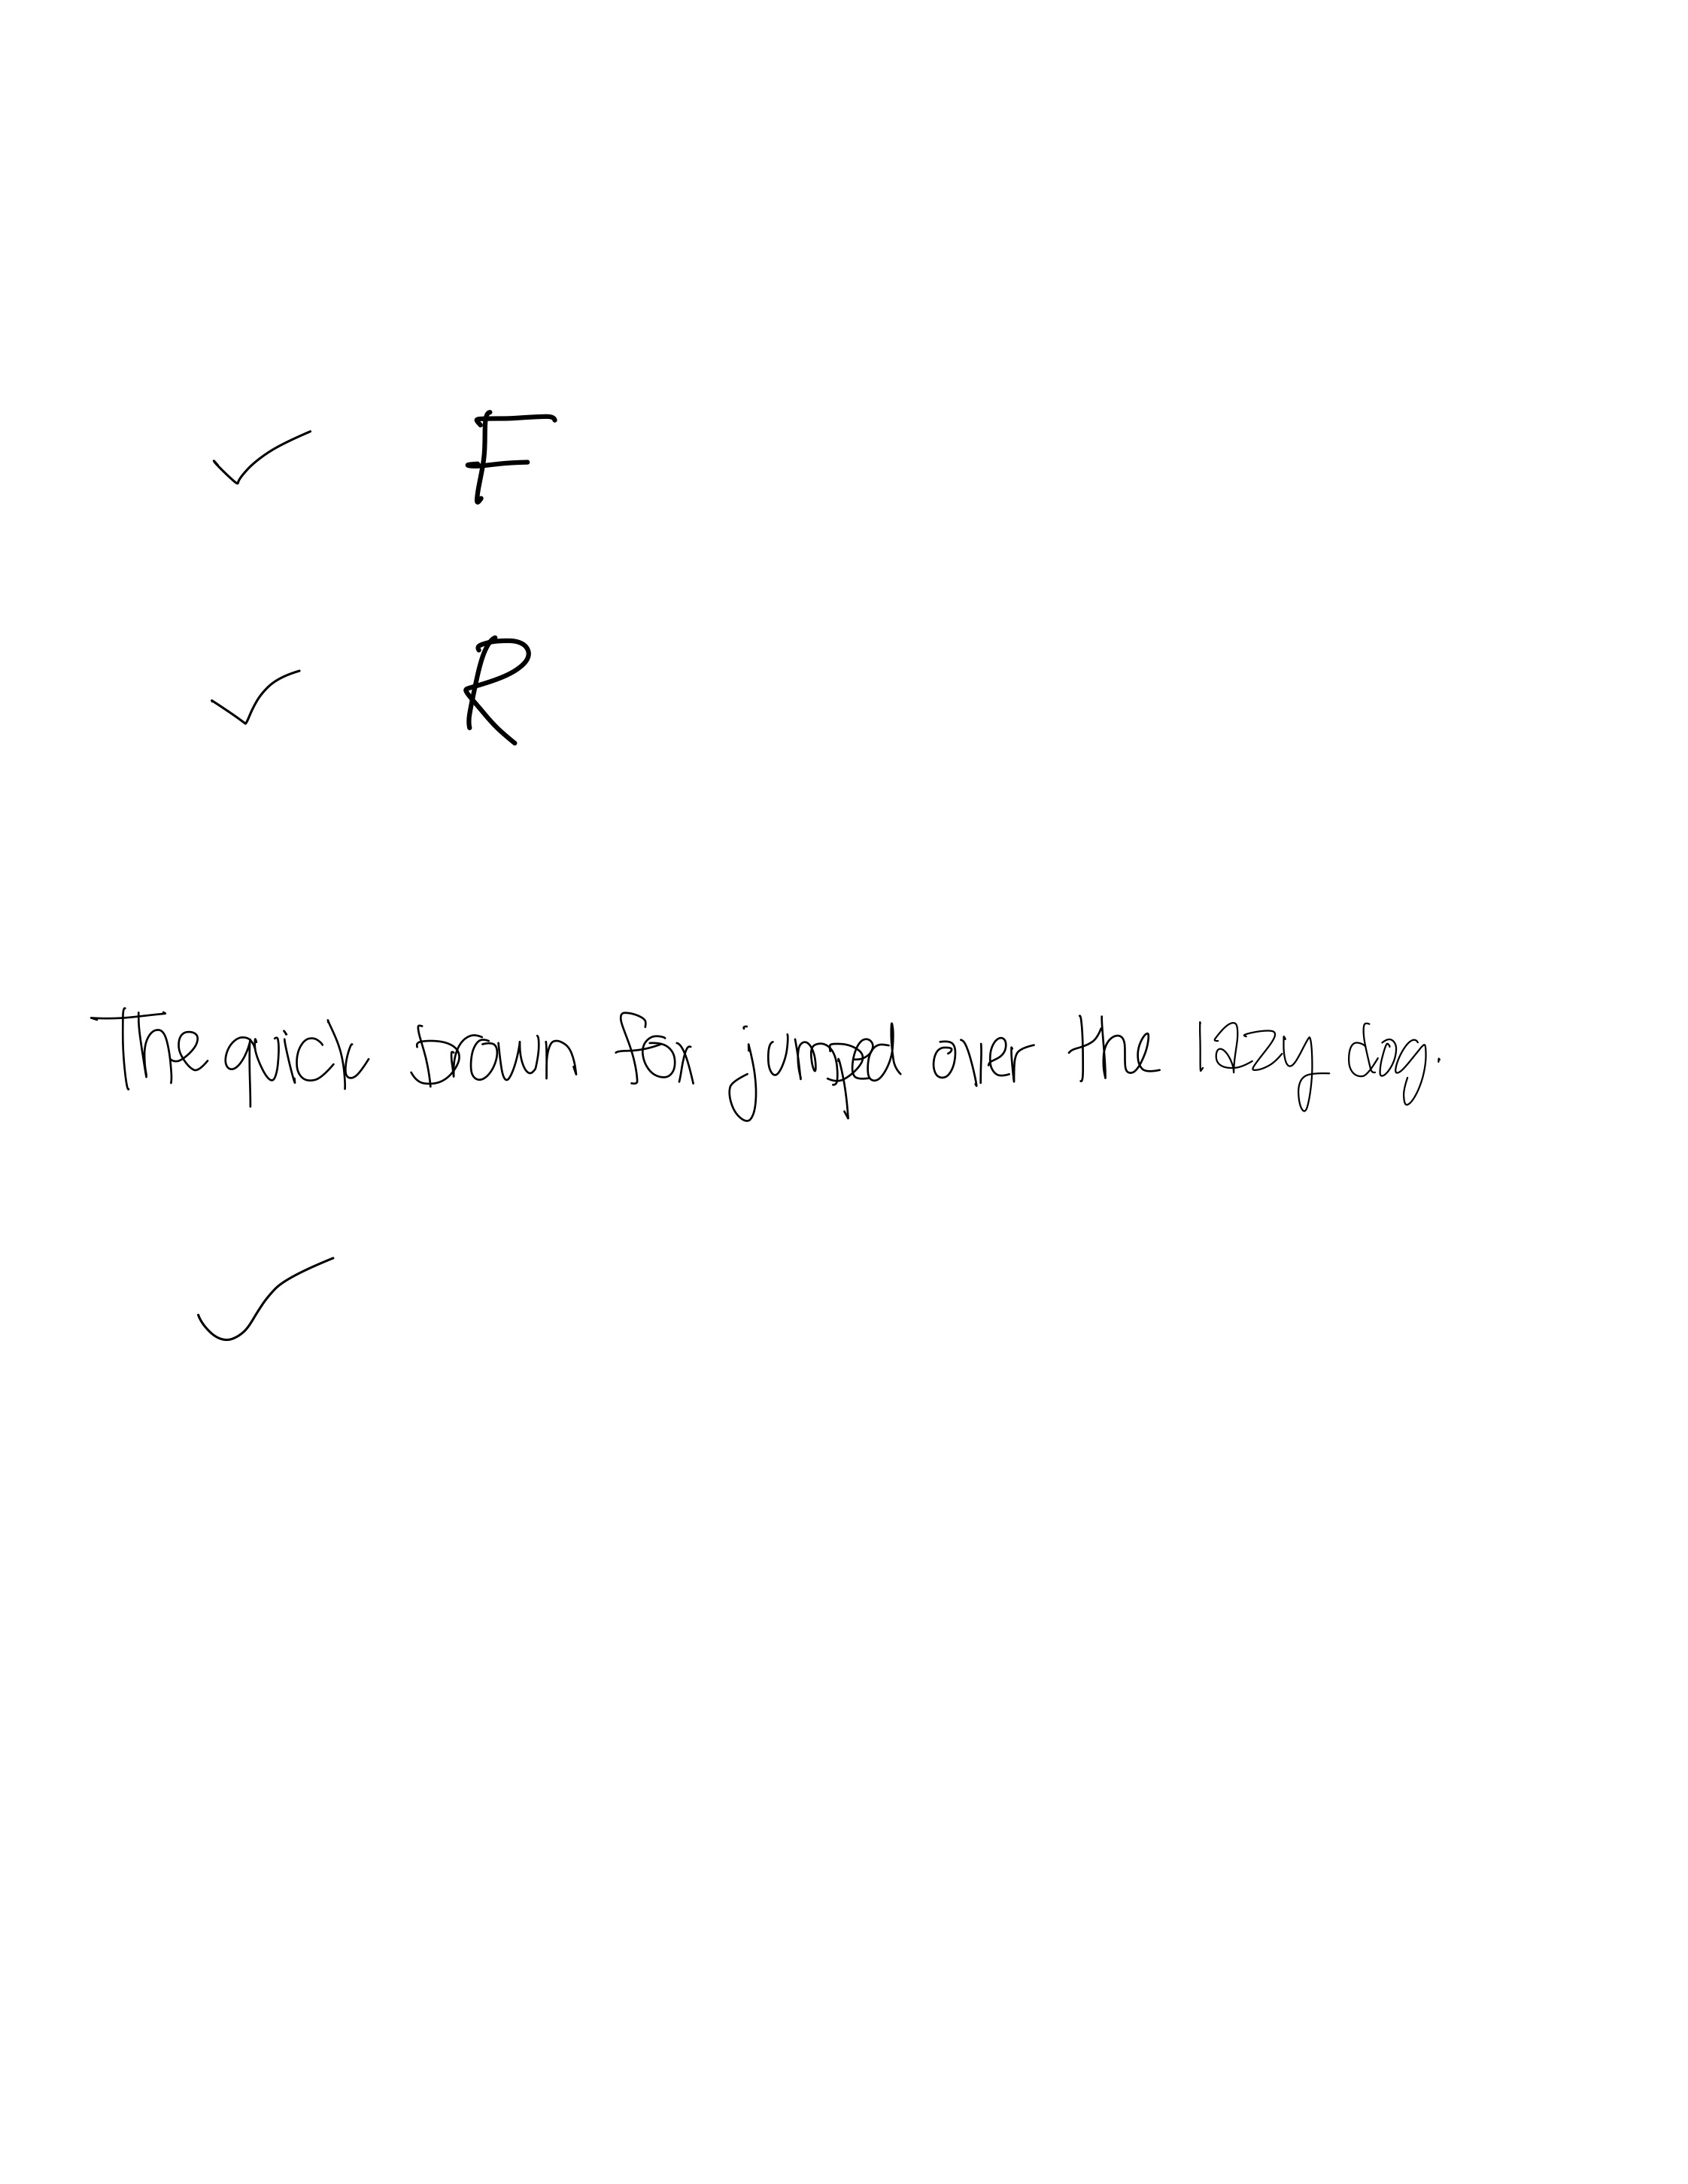 ✓ F
✓ R
The quick brown fox jumped over the lazy dog.
✓